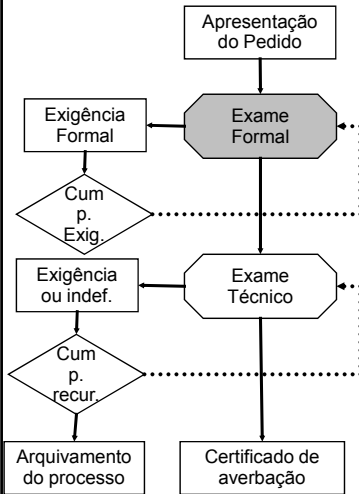 Apresentação
do Pedido
Exigência
Formal
Exame
Formal
Cum
p.
Exig.
Exigência
ou indef.
Exame
Técnico
Cum
p.
recur.
Arquivamento
do processo
Certificado de
averbação